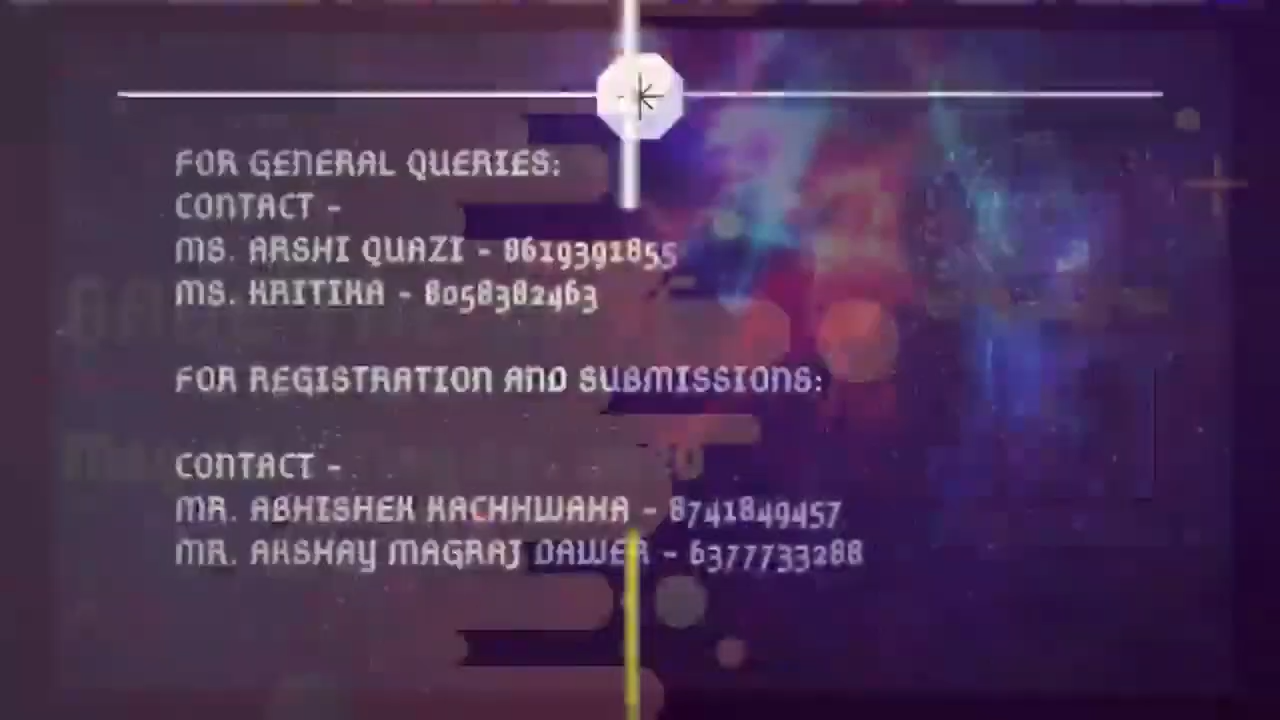 FOR GENERAL QUERIES:
CONTACT -
MS. ARSHI QUAZI - 8619391855
MS. KRITIKA - 8058382463
FOR REGISTRATION AND SUBMISSIONS:
CONTACT -
MR. ABHISHEK KACHHWAHA - 8741849457
MR. AKSHAY MAGRAJ DAWER - 6377733288